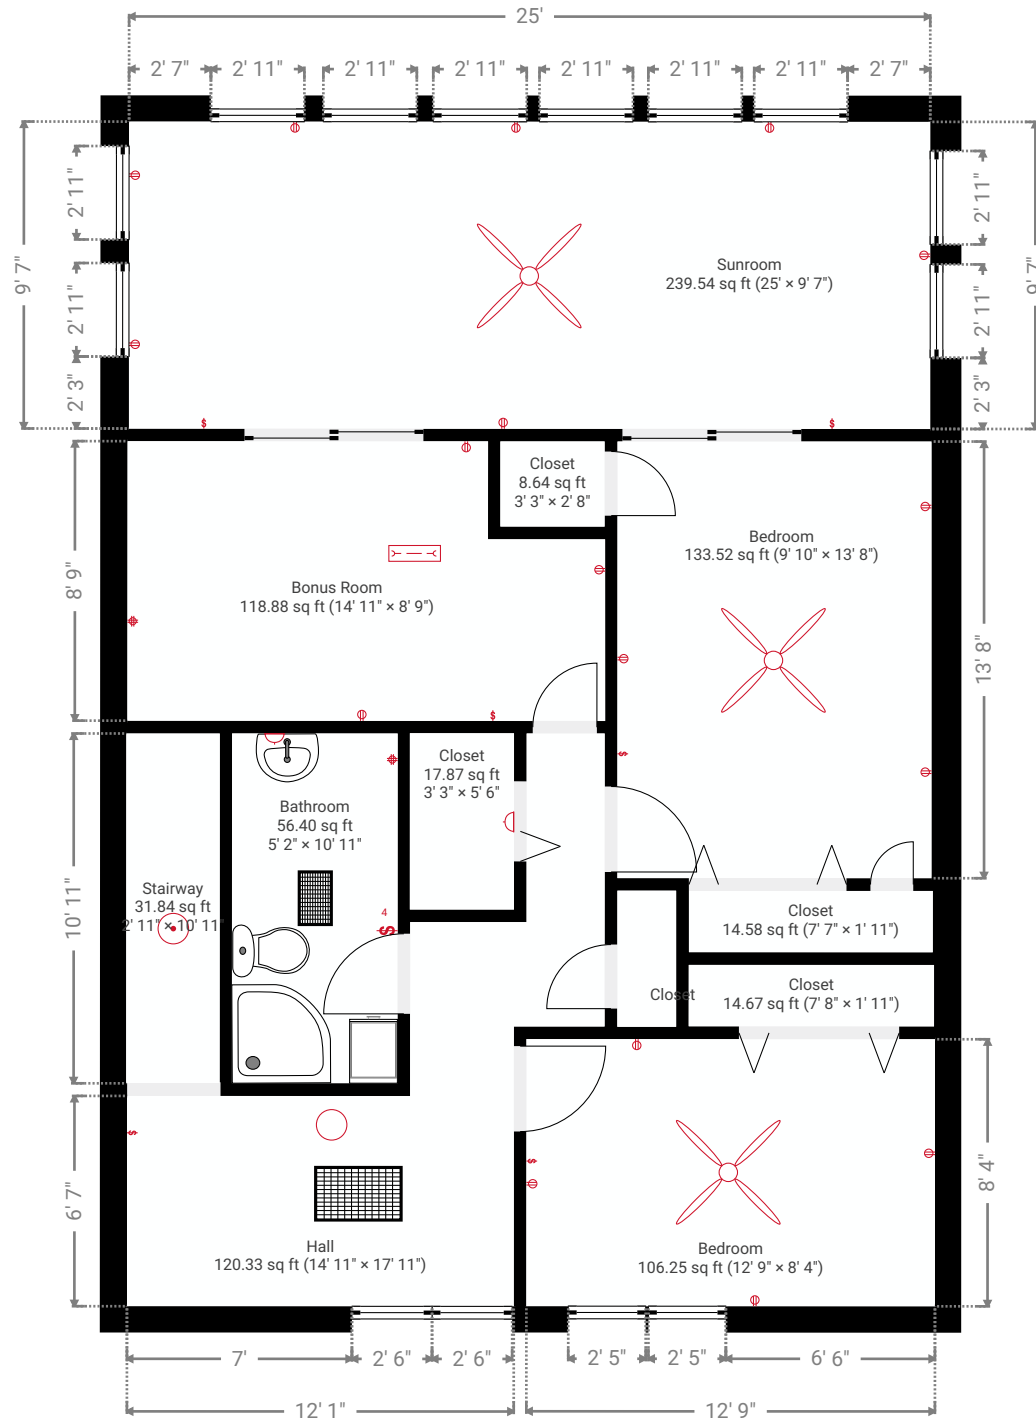 25'
2' 7"
2' 11"
2' 11"
2' 11"
2' 11"
2' 11"
2' 11"
2' 7"
9' 7"
2' 11"
2' 11"
2' 3"
2' 11"
2' 11"
2' 3"
9' 7"
Sunroom
239.54 sq ft (25' × 9' 7")
$
$
Closet
8.64 sq ft
3' 3" × 2' 8"
Bedroom
133.52 sq ft (9' 10" × 13' 8")
Bonus Room
118.88 sq ft (14' 11" × 8' 9")
8' 9"
13' 8"
$
$
Closet
17.87 sq ft
3' 3" × 5' 6"
Bathroom
56.40 sq ft
5' 2" × 10' 11"
Stairway
31.84 sq ft
2' 11" × 10' 11"
10' 11"
4
$
Closet
14.58 sq ft (7' 7" × 1' 11")
Closet
14.67 sq ft (7' 8" × 1' 11")
Closet
$
$
6' 7"
8' 4"
Hall
120.33 sq ft (14' 11" × 17' 11")
Bedroom
106.25 sq ft (12' 9" × 8' 4")
7'
2' 6"
2' 6"
2' 5"
2' 5"
6' 6"
12' 1"
12' 9"